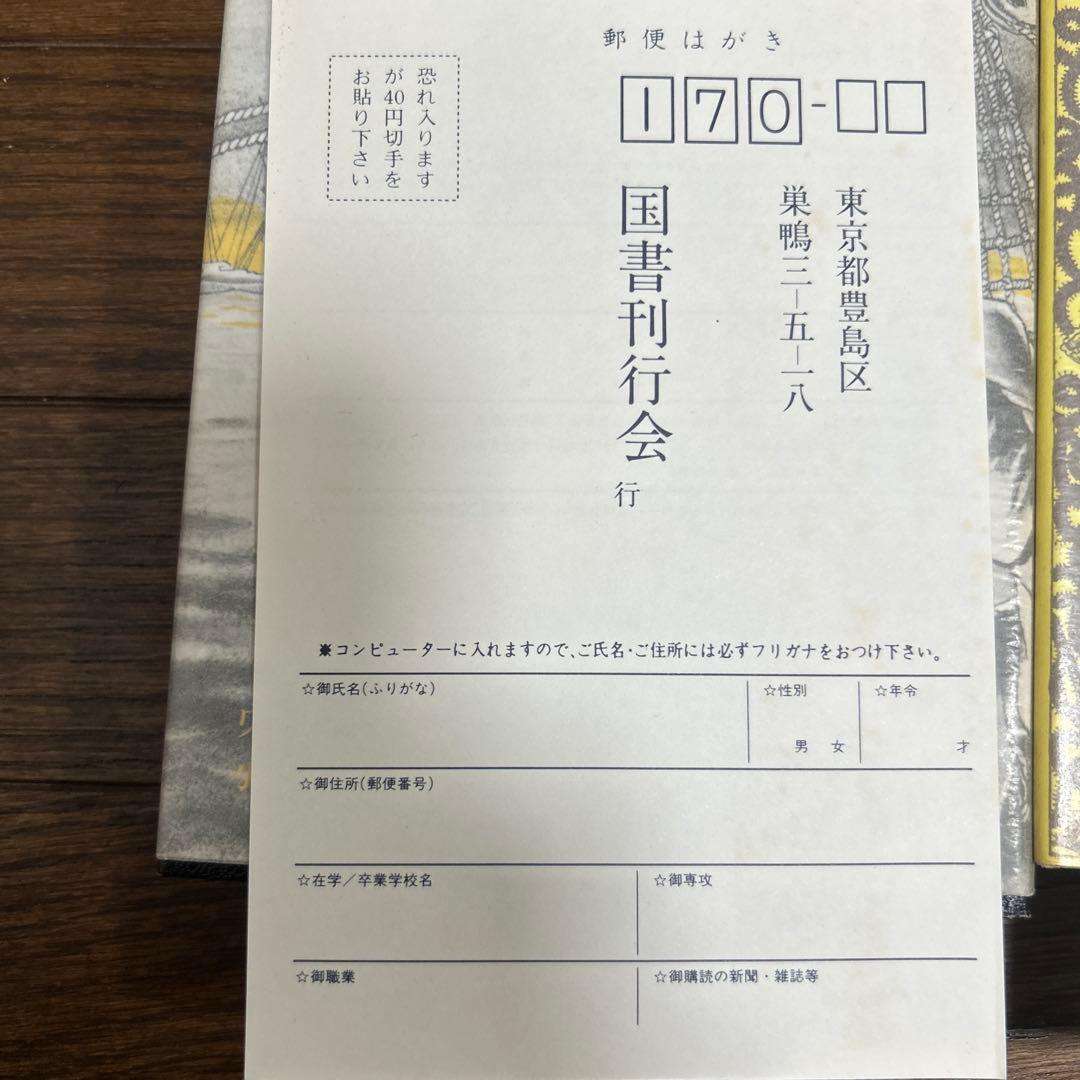 郵便はがき
170-
恐れ入ります
が40円切手を
お貼り下さい
東京都豊島区
巣鴨三-五-一八
国書刊行会 行
※コンピューターに入れますので、ご氏名・ご住所には必ずフリガナをおつけ下さい。
☆御氏名(ふりがな)
☆性別
男 女
☆年令
才
☆御住所(郵便番号)
☆在学/卒業学校名
☆御専攻
☆御職業
☆御購読の新聞・雑誌等